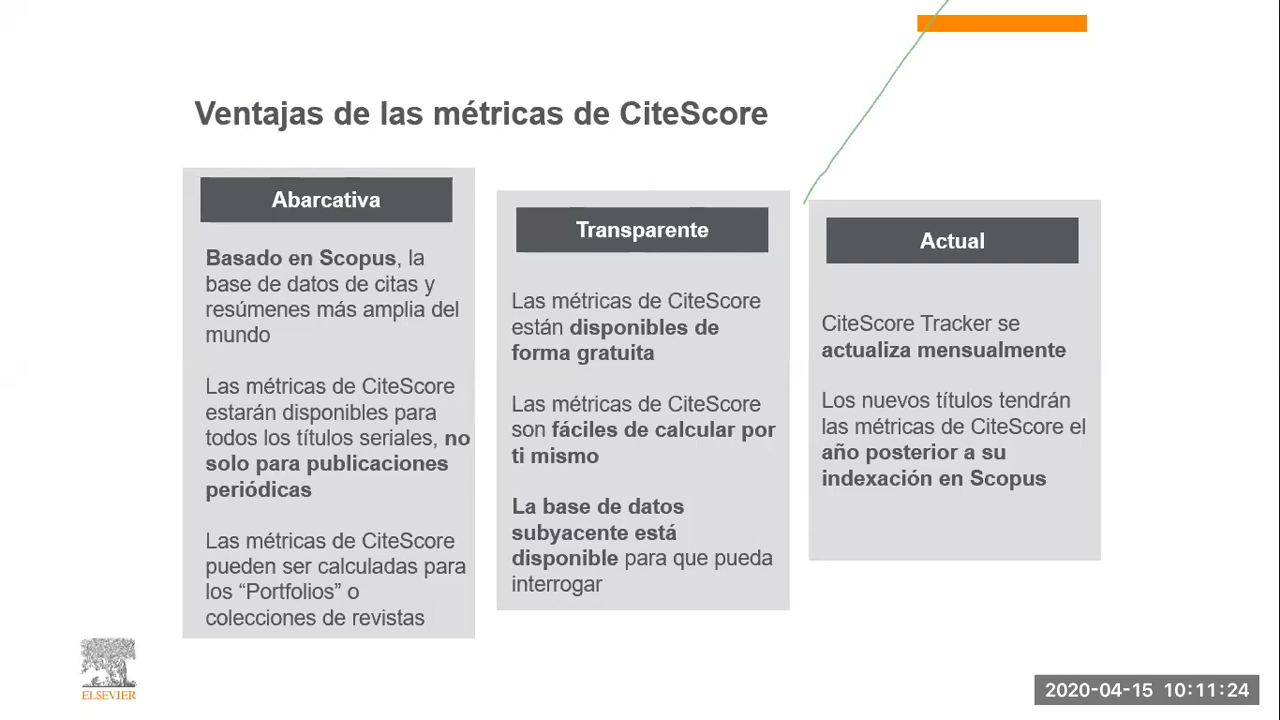 Ventajas de las métricas de CiteScore
Abarcativa
Basado en Scopus, la
base de datos de citas y
resúmenes más amplia del
mundo
Las métricas de CiteScore
estarán disponibles para
todos los títulos seriales, no
solo para publicaciones
periódicas
Las métricas de CiteScore
pueden ser calculadas para
los “Portfolios” o
colecciones de revistas
Transparente
Las métricas de CiteScore
están disponibles de
forma gratuita
Las métricas de CiteScore
son fáciles de calcular por
ti mismo
La base de datos
subyacente está
disponible para que pueda
interrogar
Actual
CiteScore Tracker se
actualiza mensualmente
Los nuevos títulos tendrán
las métricas de CiteScore el
año posterior a su
indexación en Scopus
ELSEVIER
2020-04-15 10:11:24